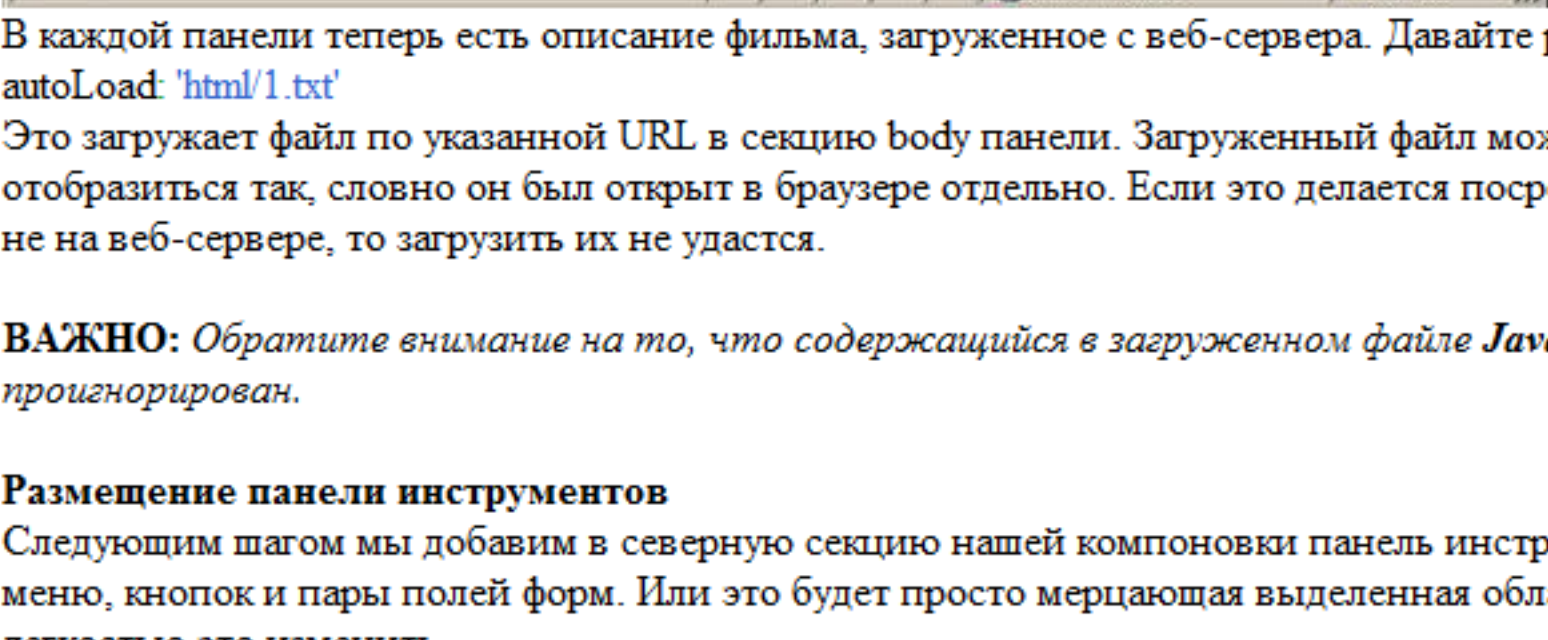 В каждой панели теперь есть описание фильма, загруженное с веб-сервера. Давайте
autoLoad: 'html/1.txt'
Это загружает файл по указанной URL в секцию body панели. Загруженный файл
отобразиться так, словно он был открыт в браузере отдельно. Если это делается
не на веб-сервере, то загрузить их не удастся.
ВАЖНО: Обратите внимание на то, что содержащийся в загруженном файле
проигнорирован.
Размещение панели инструментов
Следующим шагом мы добавим в северную секцию нашей компоновки панель
меню, кнопок и пары полей форм. Или это будет просто мерцающая выделенная